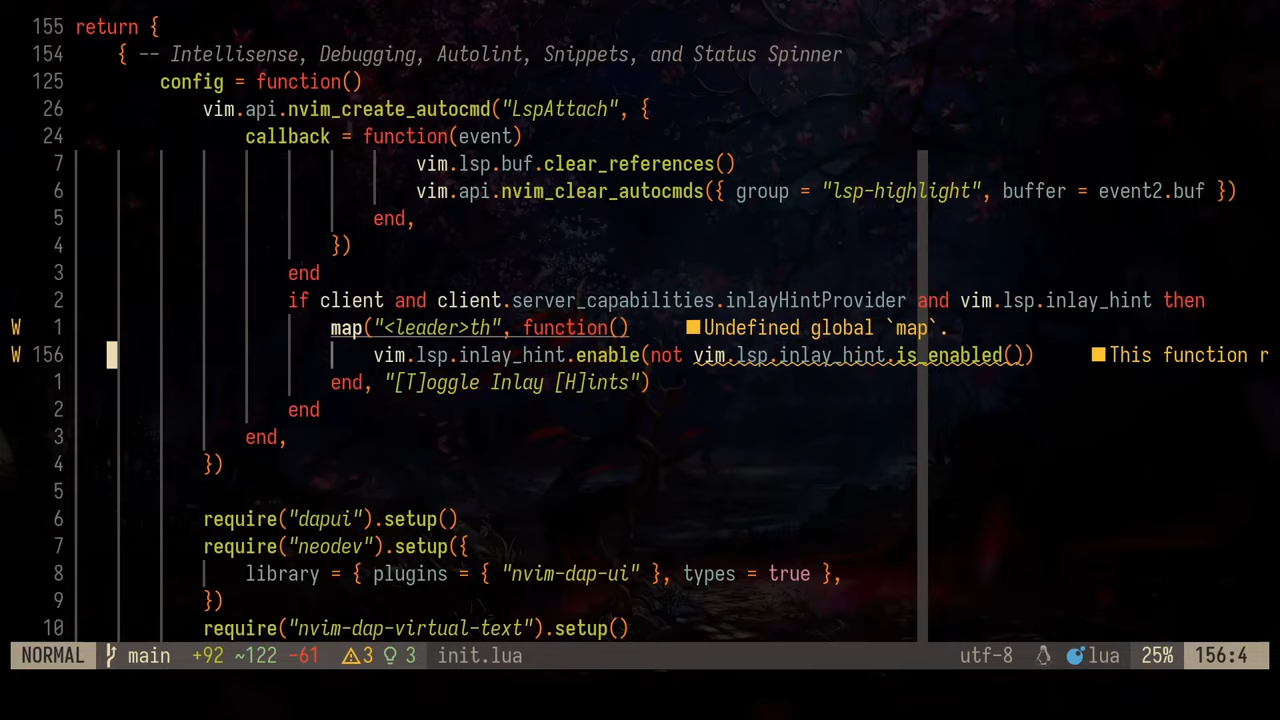 155 return {
154     { -- Intellisense, Debugging, Autolint, Snippets, and Status Spinner
125         config = function()
26             vim.api.nvim_create_autocmd("LspAttach", {
24                 callback = function(event)
7                                 vim.lsp.buf.clear_references()
6                                 vim.api.nvim_clear_autocmds({ group = "lsp-highlight", buffer = event2.buf })
5                             end,
4                         })
3                     end
2                     if client and client.server_capabilities.inlayHintProvider and vim.lsp.inlay_hint then
W 1                         map("<leader>th", function()     Undefined global `map`.
W 156                             vim.lsp.inlay_hint.enable(not vim.lsp.inlay_hint.is_enabled())     This function r
1                         end, "[T]oggle Inlay [H]ints")
2                     end
3                 end,
4             })
5
6             require("dapui").setup()
7             require("neodev").setup({
8                 library = { plugins = { "nvim-dap-ui" }, types = true },
9             })
10             require("nvim-dap-virtual-text").setup()
NORMAL main +92 ~122 -61 3 3 init.lua utf-8 lua 25% 156:4